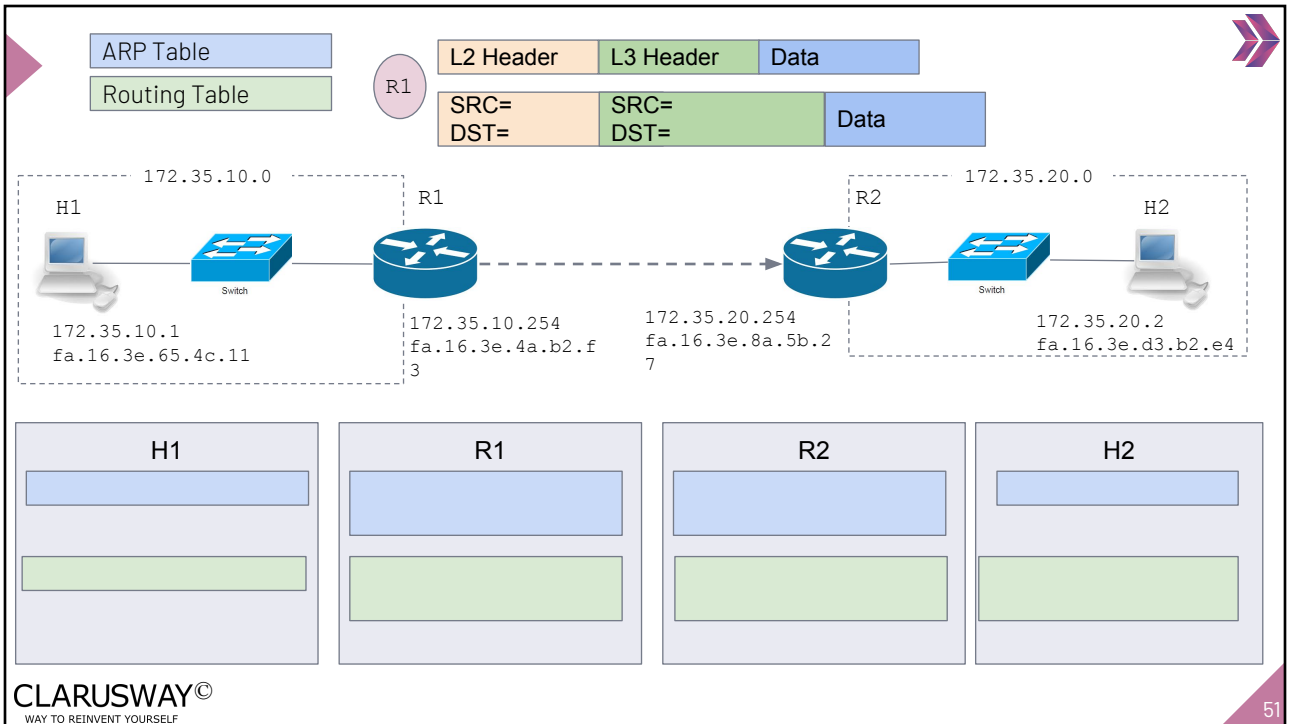 ARP Table
Routing Table
R1
L2 Header
L3 Header
Data
SRC=
DST=
SRC=
DST=
Data
172.35.10.0
172.35.20.0
H1
R1
R2
H2
Switch
Switch
172.35.10.1
fa.16.3e.65.4c.11
172.35.10.254
fa.16.3e.4a.b2.f
3
172.35.20.254
fa.16.3e.8a.5b.2
7
172.35.20.2
fa.16.3e.d3.b2.e4
H1
R1
R2
H2
CLARUSWAY©
WAY TO REINVENT YOURSELF
51